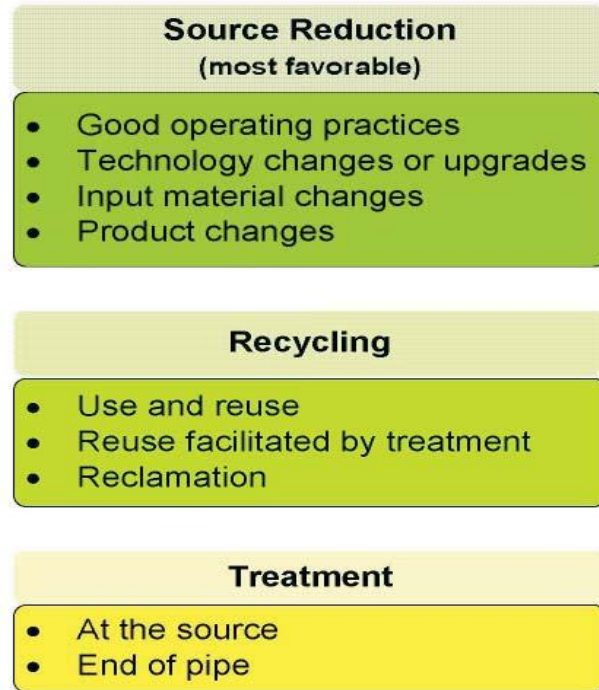 Source Reduction
(most favorable)
• Good operating practices
• Technology changes or upgrades
• Input material changes
• Product changes
Recycling
• Use and reuse
• Reuse facilitated by treatment
• Reclamation
Treatment
• At the source
• End of pipe